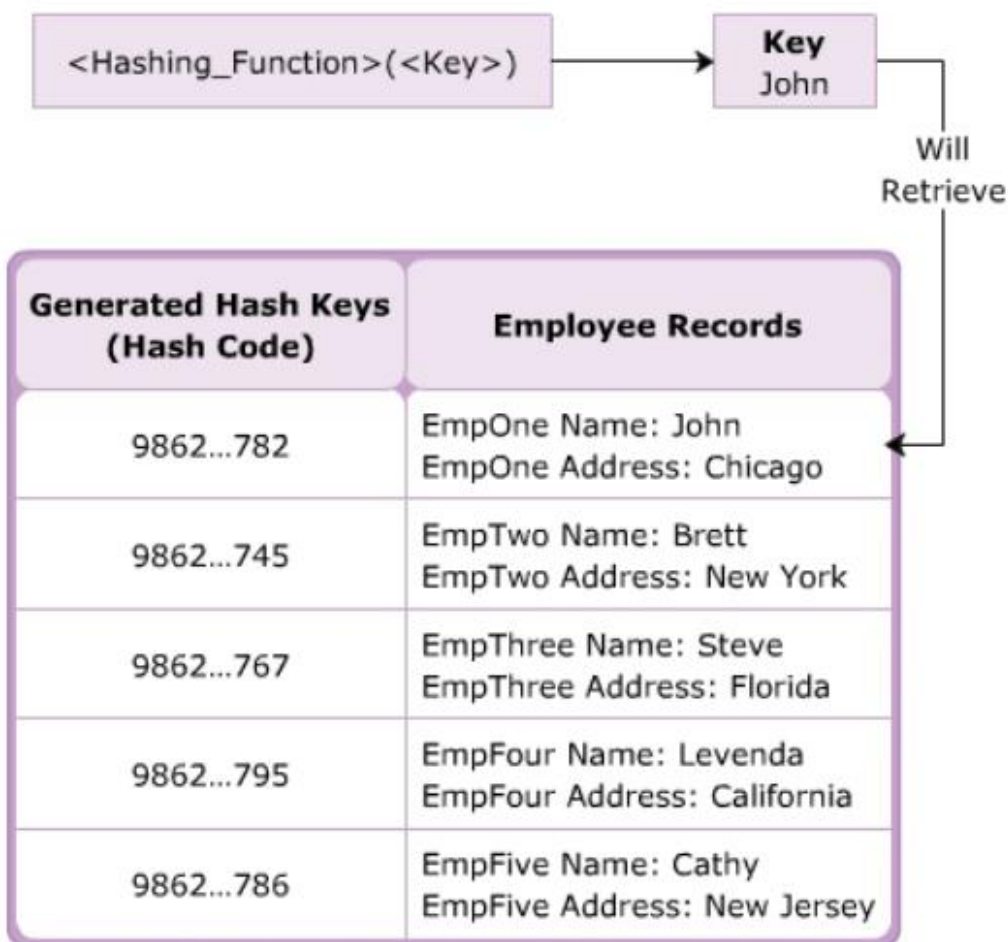 <Hashing_Function>(<Key>)
Key
John
Will
Retrieve
Generated Hash Keys
(Hash Code)
Employee Records
9862...782
EmpOne Name: John
EmpOne Address: Chicago
9862...745
EmpTwo Name: Brett
EmpTwo Address: New York
9862...767
EmpThree Name: Steve
EmpThree Address: Florida
9862...795
EmpFour Name: Levenda
EmpFour Address: California
9862...786
EmpFive Name: Cathy
EmpFive Address: New Jersey